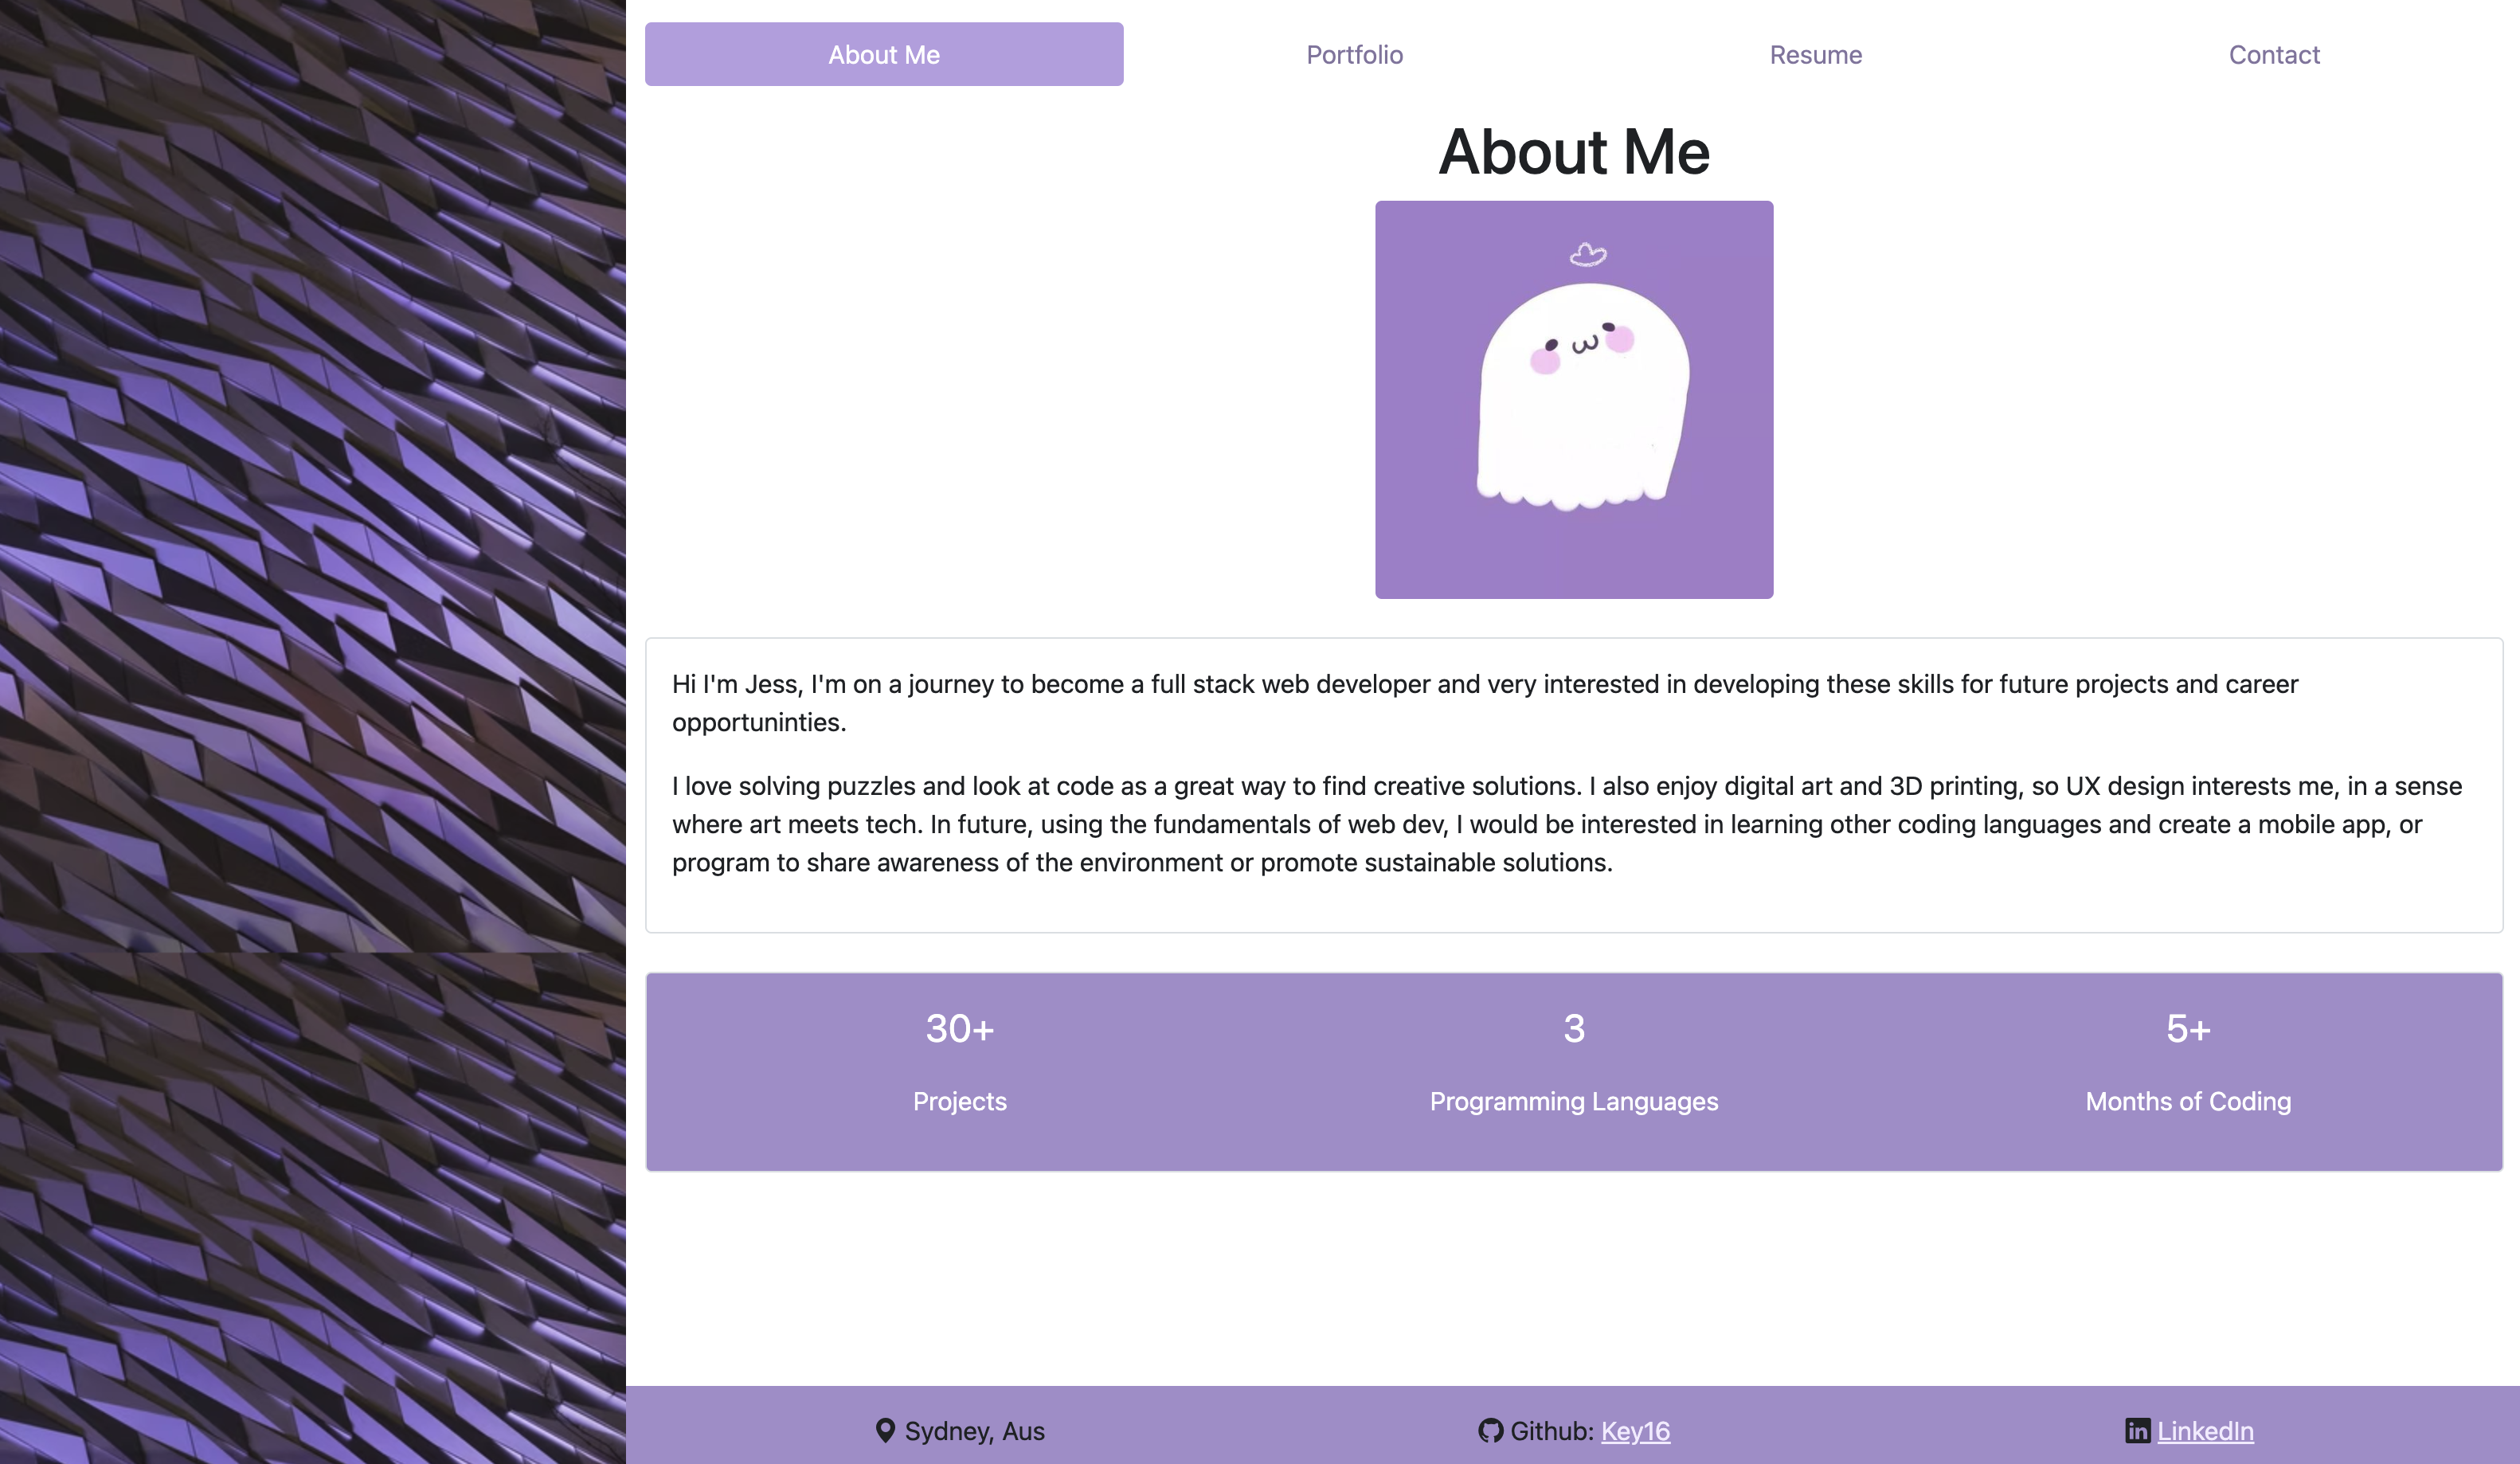 About Me
Portfolio
Resume
Contact
About Me
Hi I'm Jess, I'm on a journey to become a full stack web developer and very interested in developing these skills for future projects and career
opportuninties.
I love solving puzzles and look at code as a great way to find creative solutions. I also enjoy digital art and 3D printing, so UX design interests me, in a sense
where art meets tech. In future, using the fundamentals of web dev, I would be interested in learning other coding languages and create a mobile app, or
program to share awareness of the environment or promote sustainable solutions.
30+
Projects
3
Programming Languages
5+
Months of Coding
Sydney, Aus
Github: Key16
LinkedIn